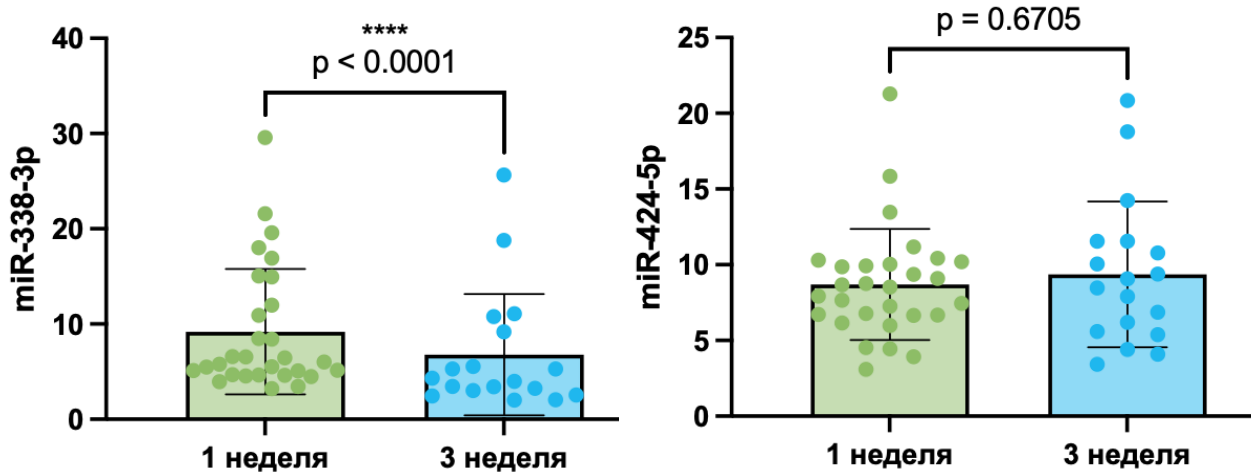 miR-338-3p
40
30
20
10
0
****
p < 0.0001
1 неделя
3 неделя
miR-424-5p
25
20
15
10
5
0
p = 0.6705
1 неделя
3 неделя